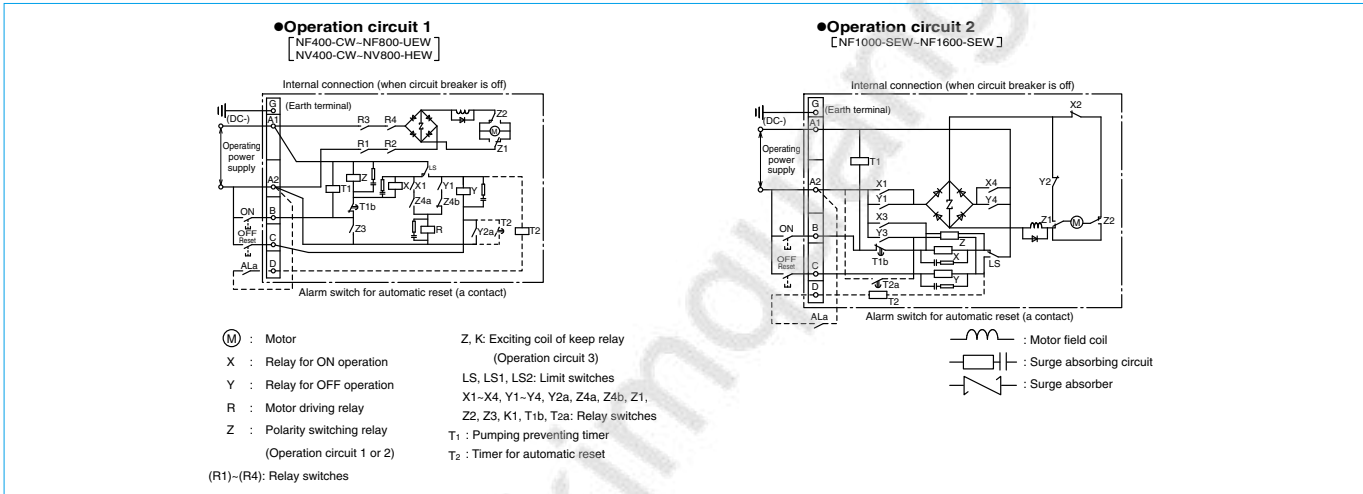 ●Operation circuit 1
[NF400-CW~NF800-UEW
NV400-CW~NV800-HEW]
Internal connection (when circuit breaker is off)
G
(Earth terminal)
(DC-)
A1
R3
R4
Z
Z2
M
Z1
R1
R2
Operating
power
supply
LS
A2
T1
Z
X
X1
Y1
Y
T1b
Z4a
Z4b
ON
B
Z3
R
Y2a
T2
T2
OFF
Reset
C
ALa
D
Alarm switch for automatic reset (a contact)
●Operation circuit 2
[NF1000-SEW~NF1600-SEW]
Internal connection (when circuit breaker is off)
X2
G
(Earth terminal)
(DC-)
A1
Operating
power
supply
T1
A2
X1
Y1
Z
X4
Y4
Y2
X3
Z1
M
Z2
ON
B
Y3
Z
T1b
X
LS
OFF
Reset
C
Y
T2a
D
T2
ALa
Alarm switch for automatic reset (a contact)
M : Motor
X : Relay for ON operation
Y : Relay for OFF operation
R : Motor driving relay
Z : Polarity switching relay
(Operation circuit 1 or 2)
(R1)~(R4): Relay switches
Z, K: Exciting coil of keep relay
(Operation circuit 3)
LS, LS1, LS2: Limit switches
X1~X4, Y1~Y4, Y2a, Z4a, Z4b, Z1,
Z2, Z3, K1, T1b, T2a: Relay switches
T1 : Pumping preventing timer
T2 : Timer for automatic reset
: Motor field coil
: Surge absorbing circuit
: Surge absorber